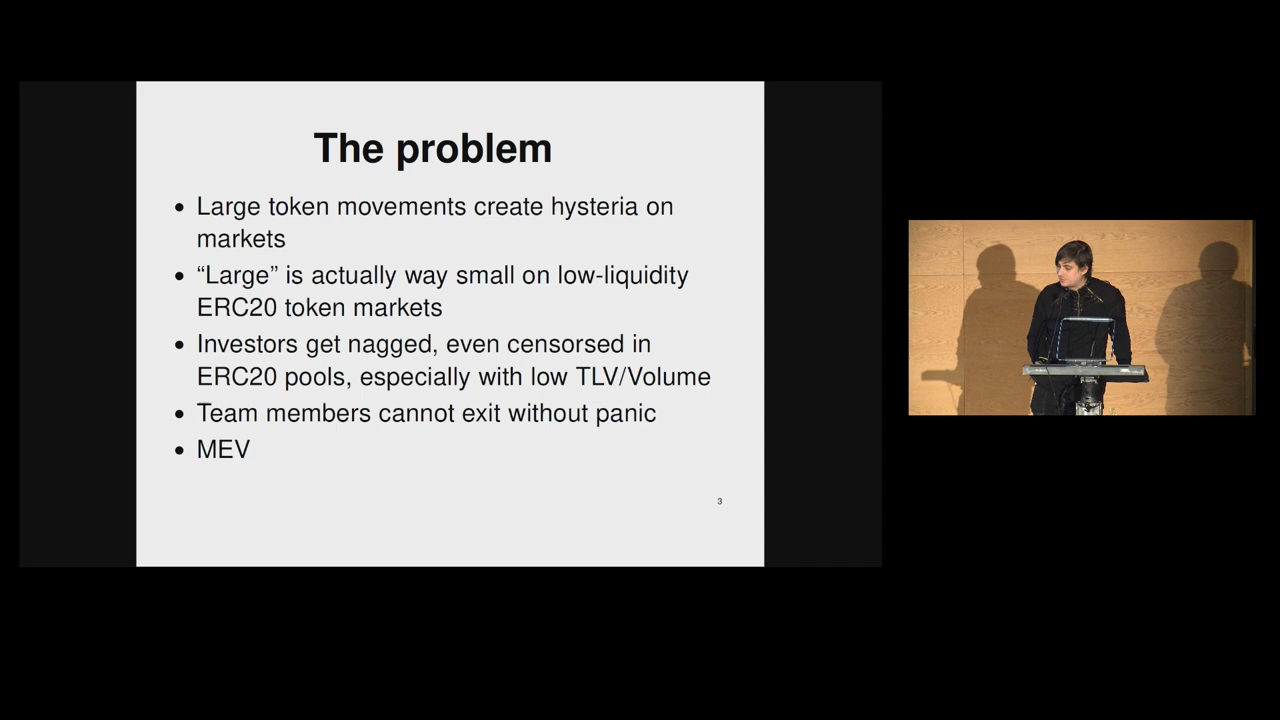 The problem
• Large token movements create hysteria on
markets
• “Large” is actually way small on low-liquidity
ERC20 token markets
• Investors get nagged, even censorsed in
ERC20 pools, especially with low TLV/Volume
• Team members cannot exit without panic
• MEV
3